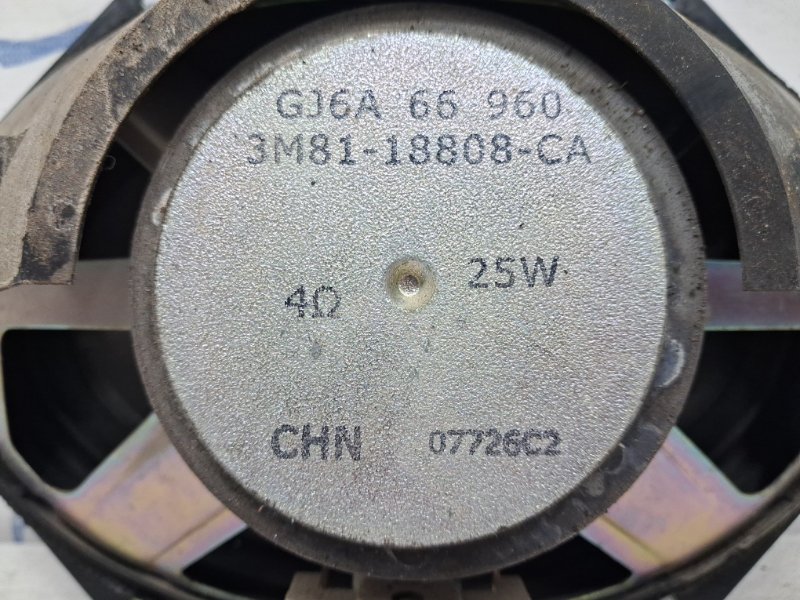 GJ6A 66 960
3M81-18808-CA
4Ω 25W
CHN 07726C2